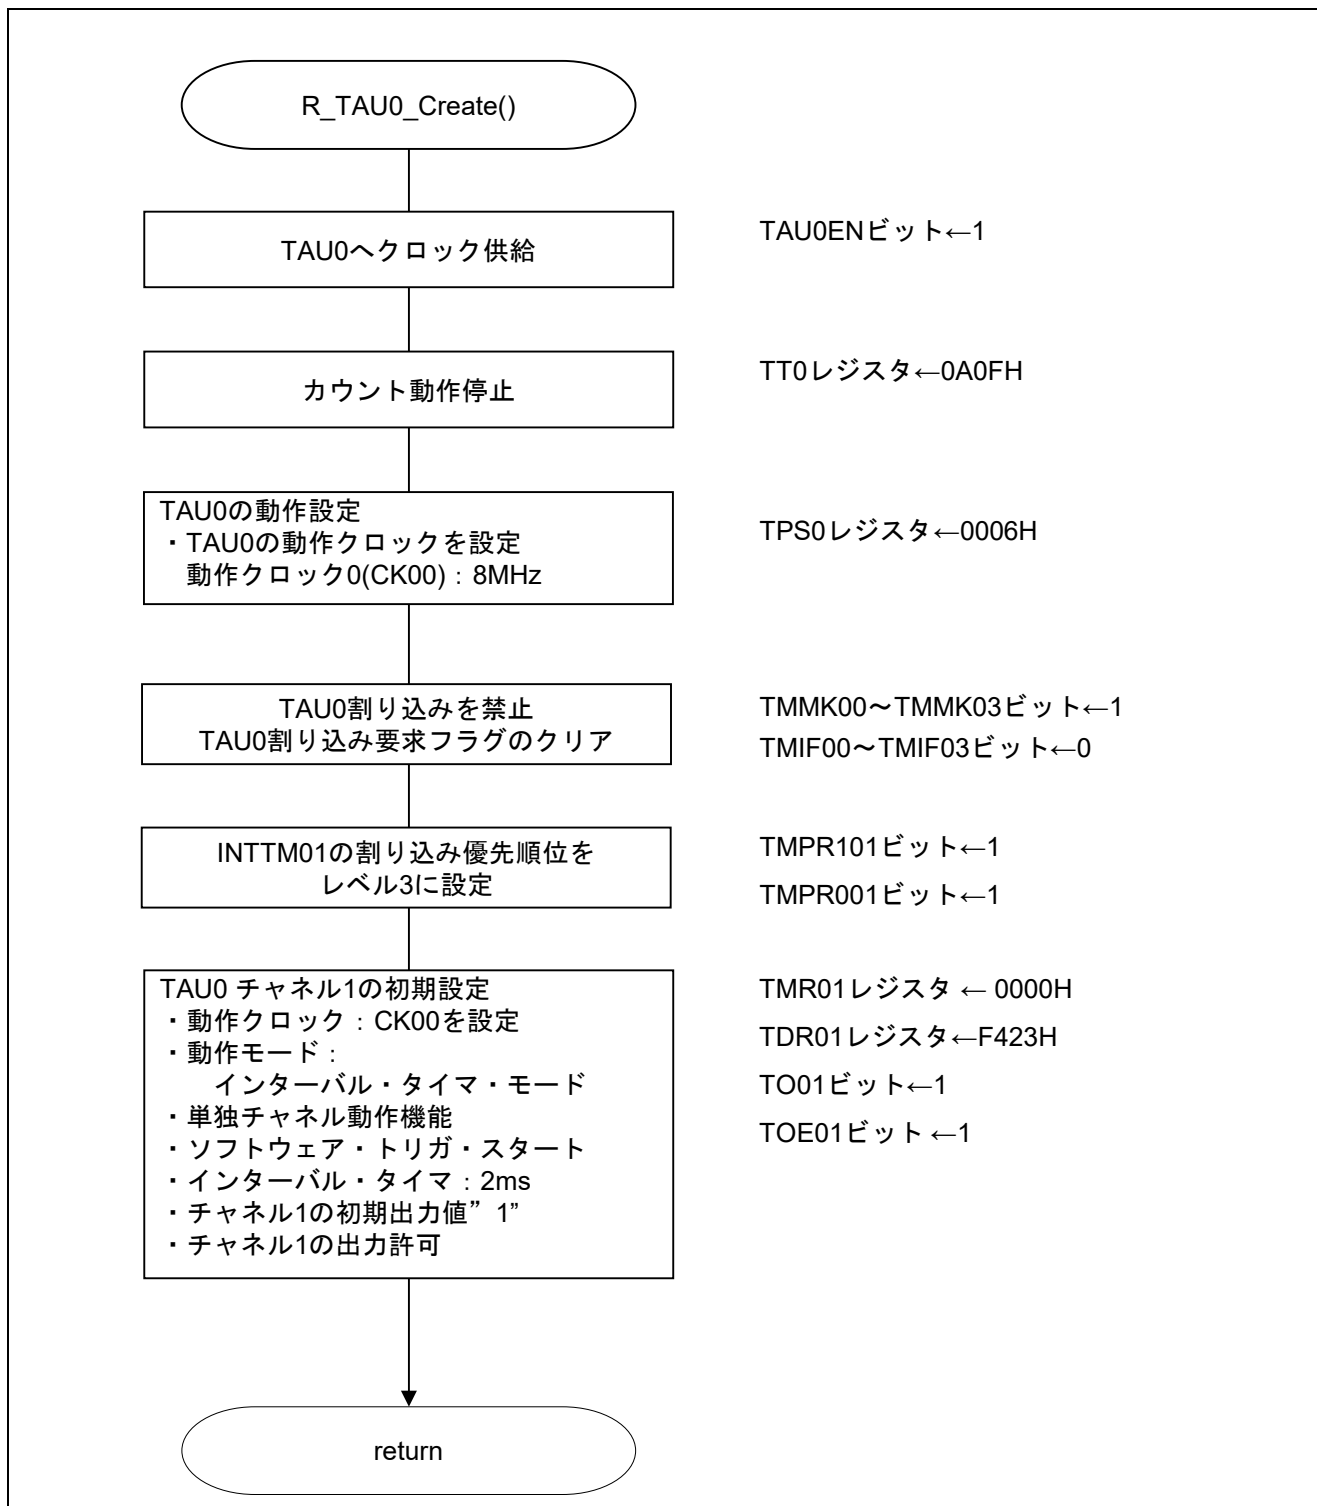 R_TAU0_Create()
TAU0へクロック供給
TAU0ENビット←1
カウント動作停止
TT0レジスタ←0A0FH
TAU0の動作設定
・TAU0の動作クロックを設定
動作クロック0(CK00)：8MHz
TPS0レジスタ←0006H
TAU0割り込みを禁止
TAU0割り込み要求フラグのクリア
TMMK00～TMMK03ビット←1
TMIF00～TMIF03ビット←0
INTTM01の割り込み優先順位を
レベル3に設定
TMPR101ビット←1
TMPR001ビット←1
TAU0 チャネル1の初期設定
・動作クロック：CK00を設定
・動作モード：
インターバル・タイマ・モード
・単独チャネル動作機能
・ソフトウェア・トリガ・スタート
・インターバル・タイマ：2ms
・チャネル1の初期出力値”1”
・チャネル1の出力許可
TMR01レジスタ ← 0000H
TDR01レジスタ←F423H
TO01ビット←1
TOE01ビット ←1
return